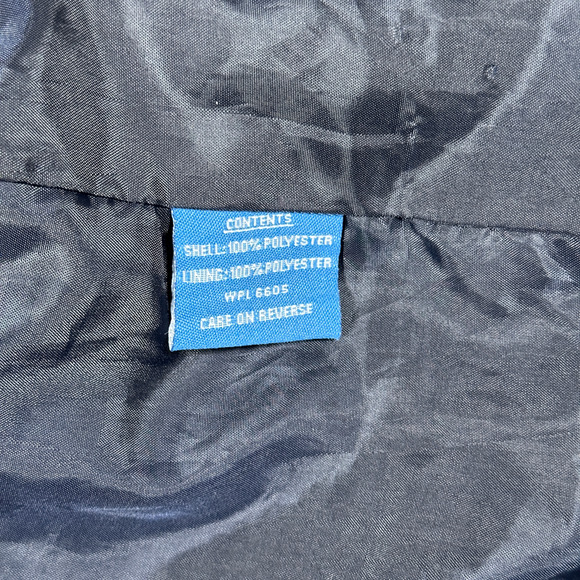 CONTENTS
SHELL: 100% POLYESTER
LINING: 100% POLYESTER
WPL 6605
CARE ON REVERSE